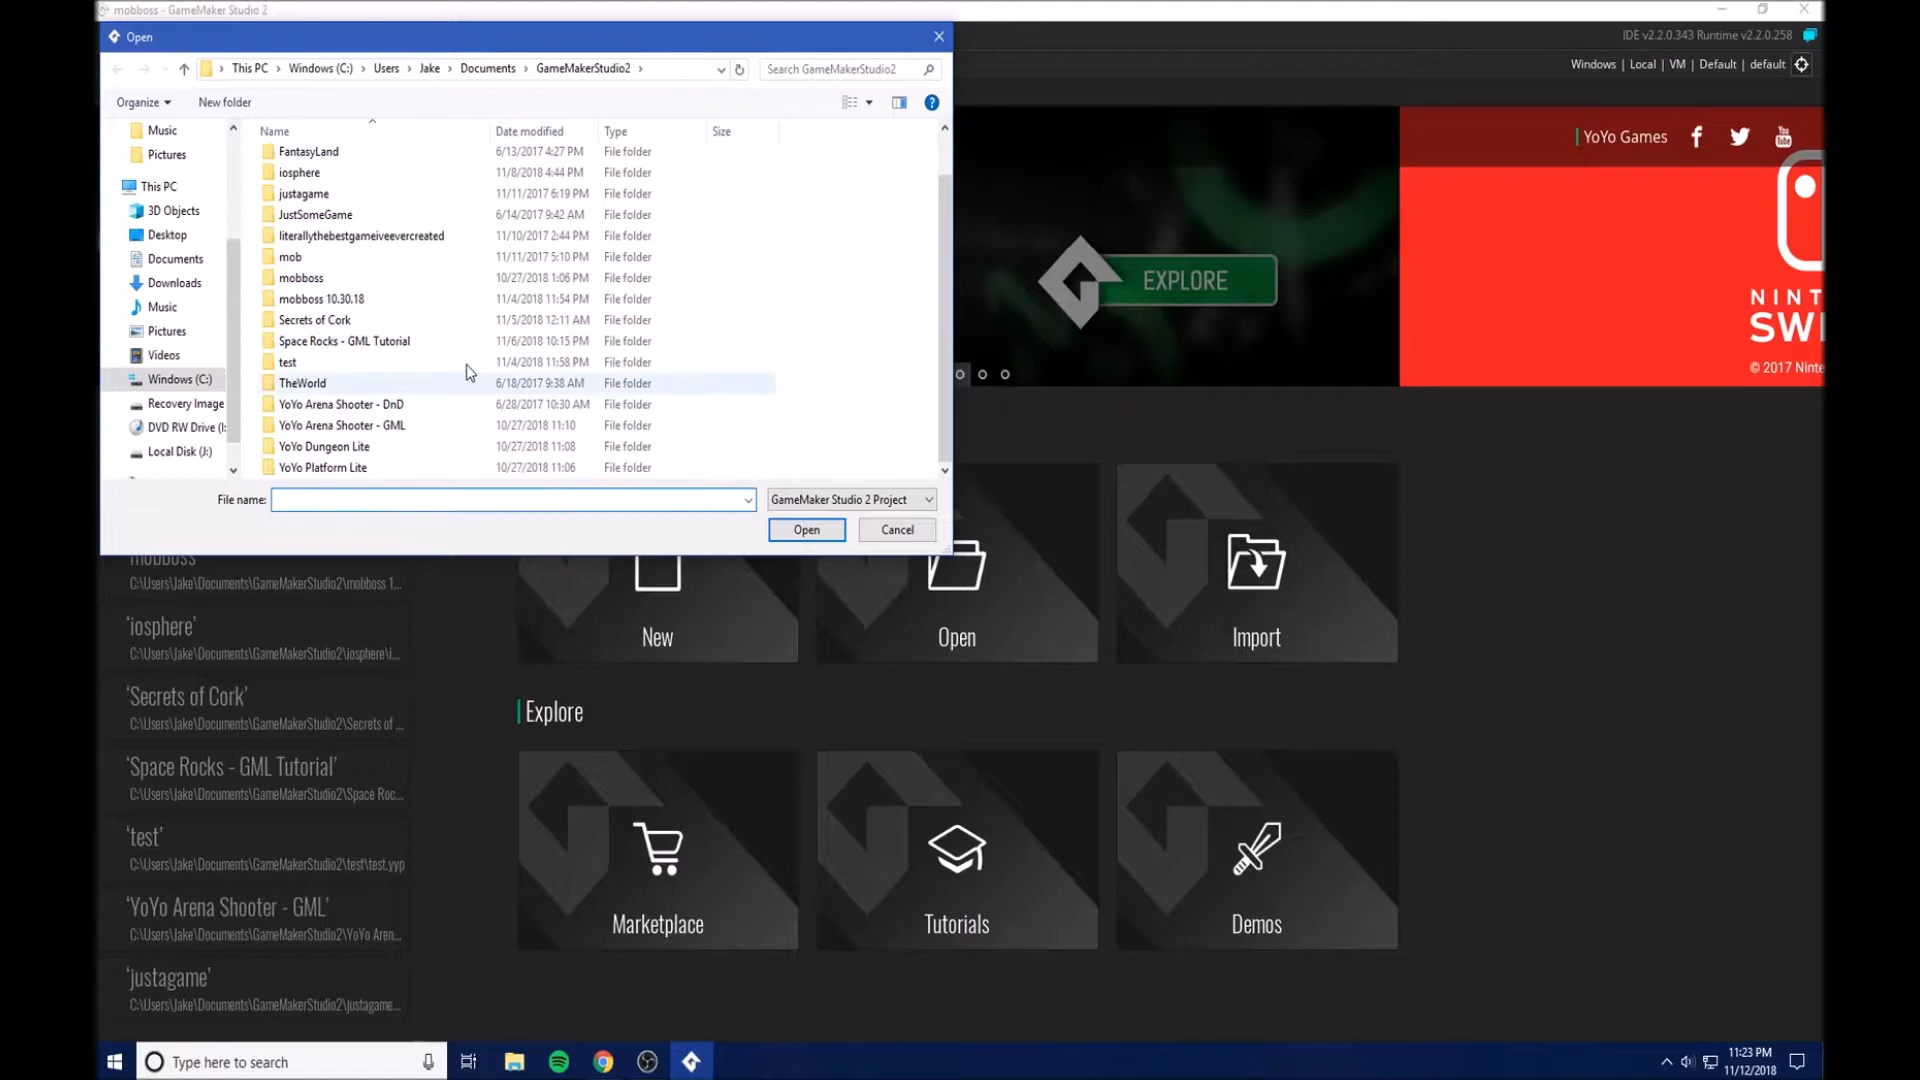 mobboss - GameMaker Studio 2
Open
IDE v2.2.0.343 Runtime v2.2.0.258
This PC > Windows (C:) > Users > Jake > Documents > GameMakerStudio2 >
Search GameMakerStudio2
Windows | Local | VM | Default | default
Organize
New folder
Name
Date modified
Type
Size
Music
Pictures
This PC
3D Objects
Desktop
Documents
Downloads
Music
Pictures
Videos
Windows (C:)
Recovery Image
DVD RW Drive (I:
Local Disk (J:)
FantasyLand 6/13/2017 4:27 PM File folder
iosphere 11/8/2018 4:44 PM File folder
justagame 11/11/2017 6:19 PM File folder
JustSomeGame 6/14/2017 9:42 AM File folder
literallythebestgameiveevercreated 11/10/2017 2:44 PM File folder
mob 11/11/2017 5:10 PM File folder
mobboss 10/27/2018 1:06 PM File folder
mobboss 10.30.18 11/4/2018 11:54 PM File folder
Secrets of Cork 11/5/2018 12:11 AM File folder
Space Rocks - GML Tutorial 11/6/2018 10:15 PM File folder
test 11/4/2018 11:58 PM File folder
TheWorld 6/18/2017 9:38 AM File folder
YoYo Arena Shooter - DnD 6/28/2017 10:30 AM File folder
YoYo Arena Shooter - GML 10/27/2018 11:10 File folder
YoYo Dungeon Lite 10/27/2018 11:08 File folder
YoYo Platform Lite 10/27/2018 11:06 File folder
File name:
GameMaker Studio 2 Project
Open
Cancel
EXPLORE
YoYo Games
You Tube
NINT
SWI
© 2017 Ninte
mobboss
C:\Users\Jake\Documents\GameMakerStudio2\mobboss 1...
'iosphere'
C:\Users\Jake\Documents\GameMakerStudio2\iosphere\i...
'Secrets of Cork'
C:\Users\Jake\Documents\GameMakerStudio2\Secrets of ...
'Space Rocks - GML Tutorial'
C:\Users\Jake\Documents\GameMakerStudio2\Space Roc...
'test'
C:\Users\Jake\Documents\GameMakerStudio2\test\test.yyp
'YoYo Arena Shooter - GML'
C:\Users\Jake\Documents\GameMakerStudio2\YoYo Aren...
'justagame'
C:\Users\Jake\Documents\GameMakerStudio2\justagame...
New
Open
Import
Explore
Marketplace
Tutorials
Demos
Type here to search
11:23 PM
11/12/2018